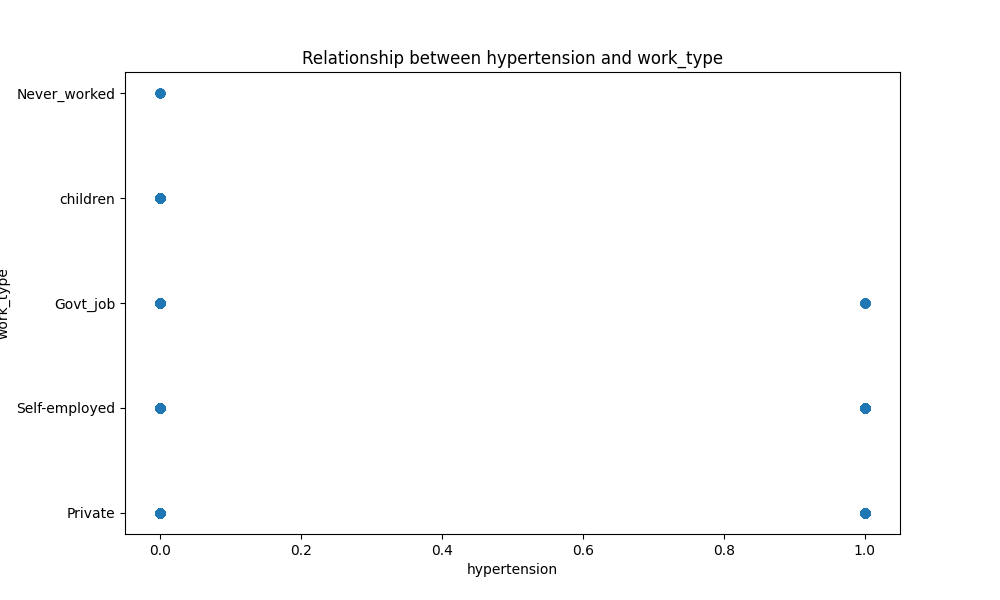 Relationship between hypertension and work_type
Never_worked
children
Govt_job
Self-employed
Private
work_type
0.0 0.2 0.4 0.6 0.8 1.0
hypertension